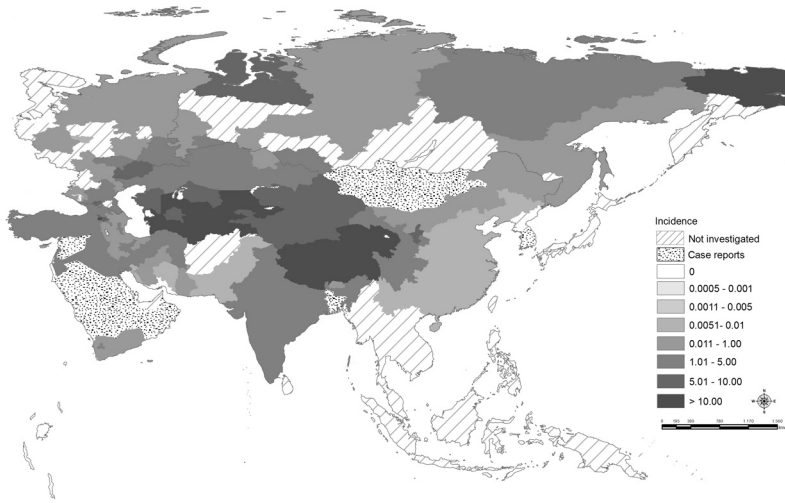 Incidence
Not investigated
Case reports
0
0.0005 - 0.001
0.0011 - 0.005
0.0051- 0.01
0.011 - 1.00
1.01 - 5.00
5.01 - 10.00
> 10.00
N
W E
S